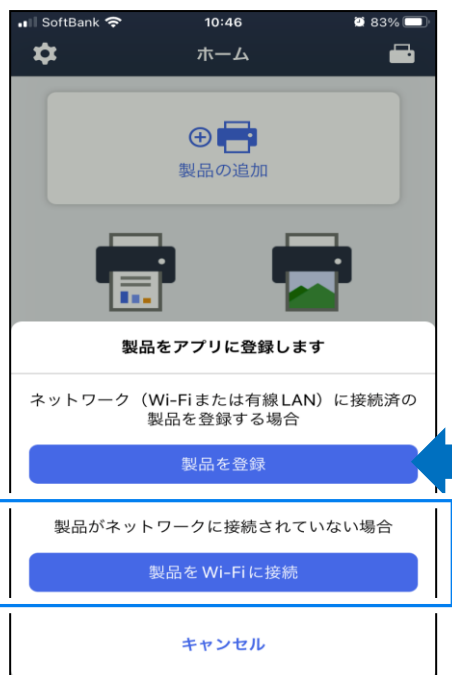 SoftBank 10:46 83%
ホーム
製品の追加
製品をアプリに登録します
ネットワーク（Wi-Fiまたは有線LAN）に接続済の
製品を登録する場合
製品を登録
製品がネットワークに接続されていない場合
製品をWi-Fiに接続
キャンセル